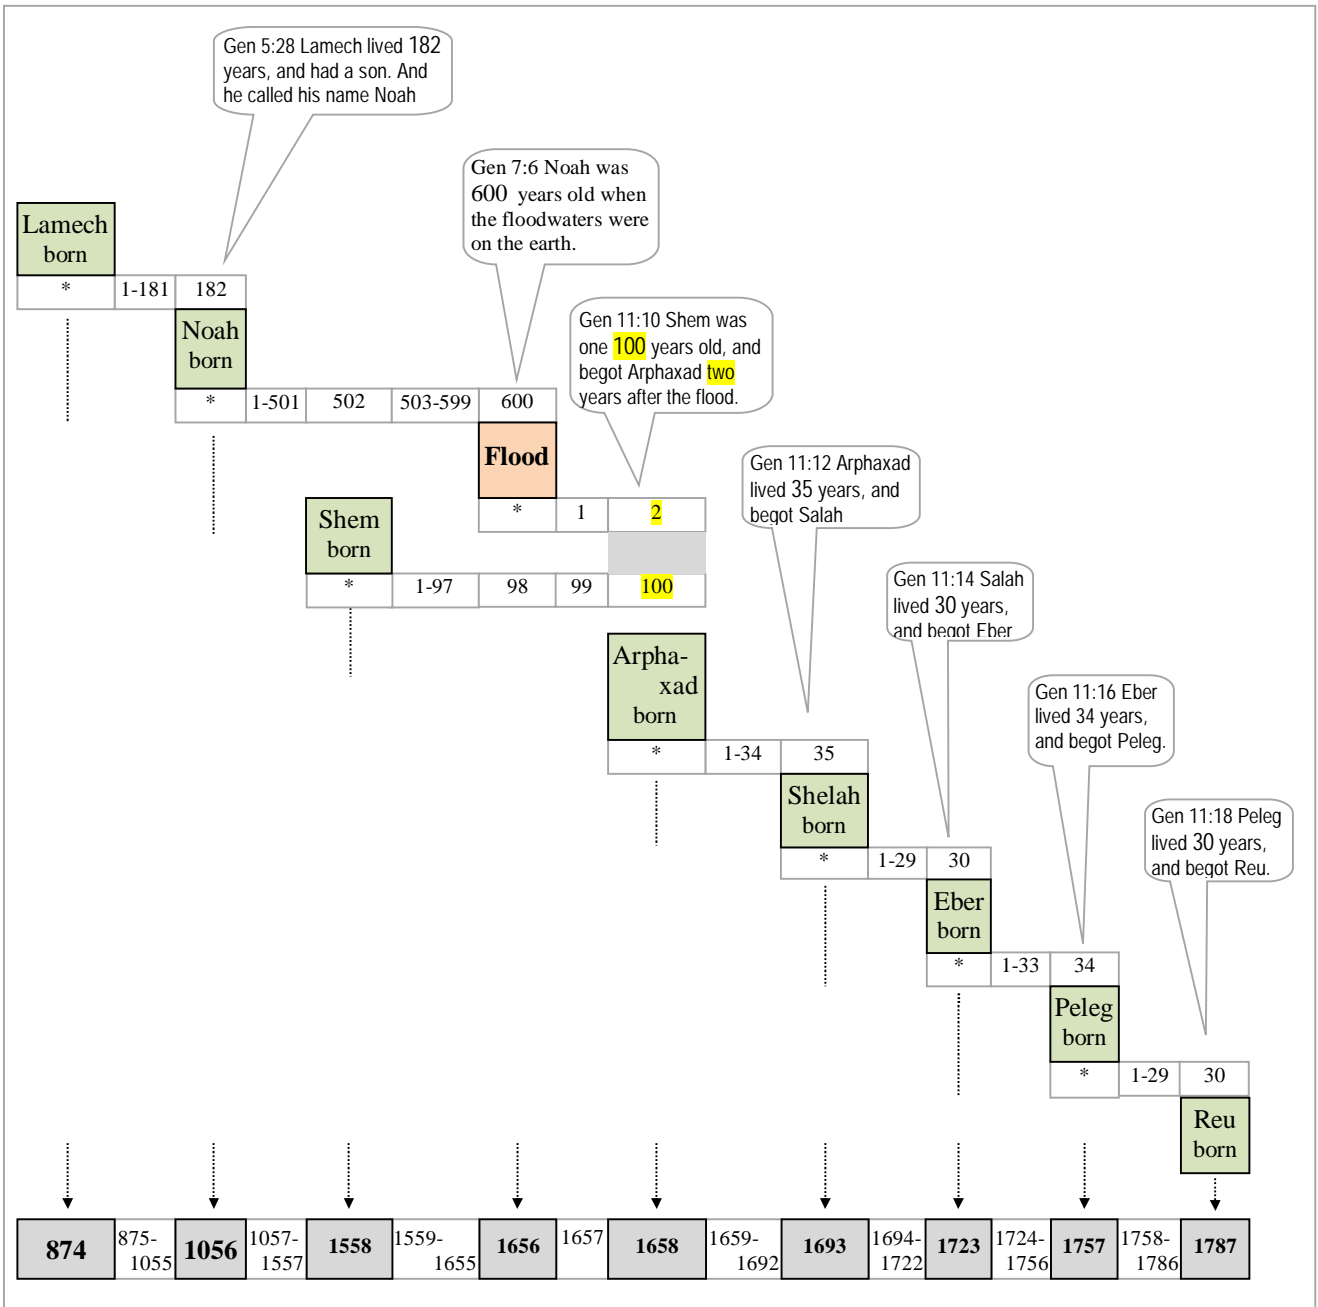 Gen 5:28 Lamech lived 182
years, and had a son. And
he called his name Noah
Gen 7:6 Noah was
600 years old when
the floodwaters were
on the earth.
Lamech
born
* 1-181 182
Noah
born
Gen 11:10 Shem was
one 100 years old, and
begot Arphaxad two
years after the flood.
* 1-501 502 503-599 600
Flood
* 1 2
Shem
born
* 1-97 98 99 100
Gen 11:12 Arphaxad
lived 35 years, and
begot Salah
Gen 11:14 Salah
lived 30 years,
and begot Eber
Arpha-
xad
born
* 1-34 35
Gen 11:16 Eber
lived 34 years,
and begot Peleg.
Shelah
born
* 1-29 30
Gen 11:18 Peleg
lived 30 years,
and begot Reu.
Eber
born
* 1-33 34
Peleg
born
* 1-29 30
Reu
born
874 875-1055 1056 1057-1557 1558 1559-1655 1656 1657 1658 1659-1692 1693 1694-1722 1723 1724-1756 1757 1758-1786 1787